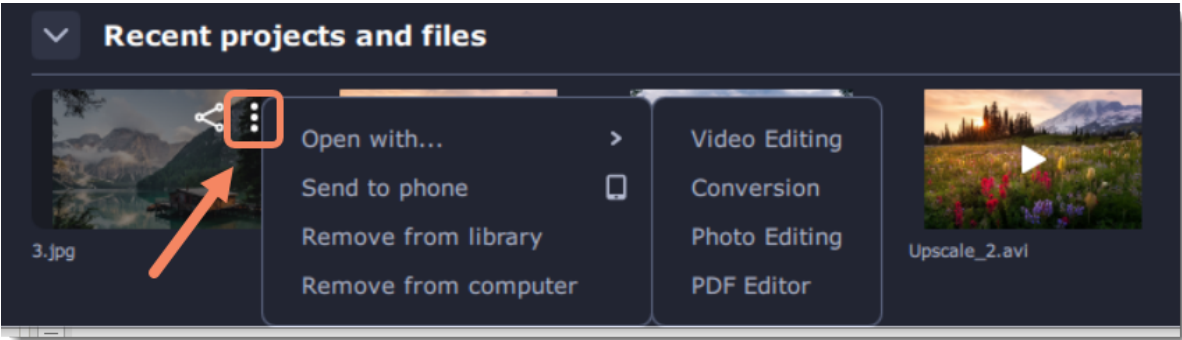 Recent projects and files
Open with...
Send to phone
Remove from library
Remove from computer
Video Editing
Conversion
Photo Editing
PDF Editor
3.jpg
Upscale_2.avi